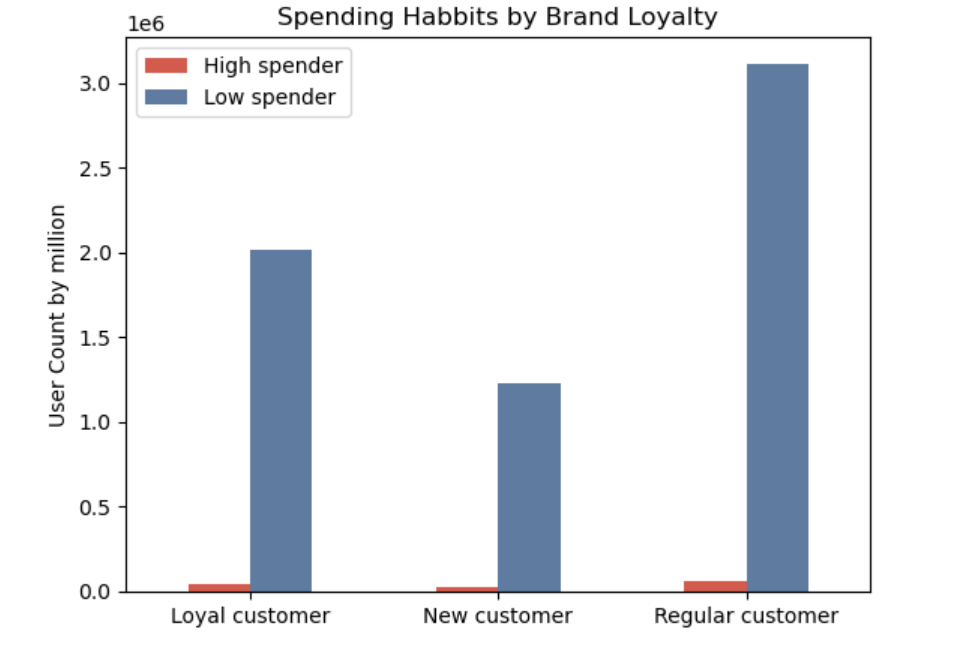 Spending Habbits by Brand Loyalty
1e6
High spender
Low spender
User Count by million
3.0
2.5
2.0
1.5
1.0
0.5
0.0
Loyal customer
New customer
Regular customer